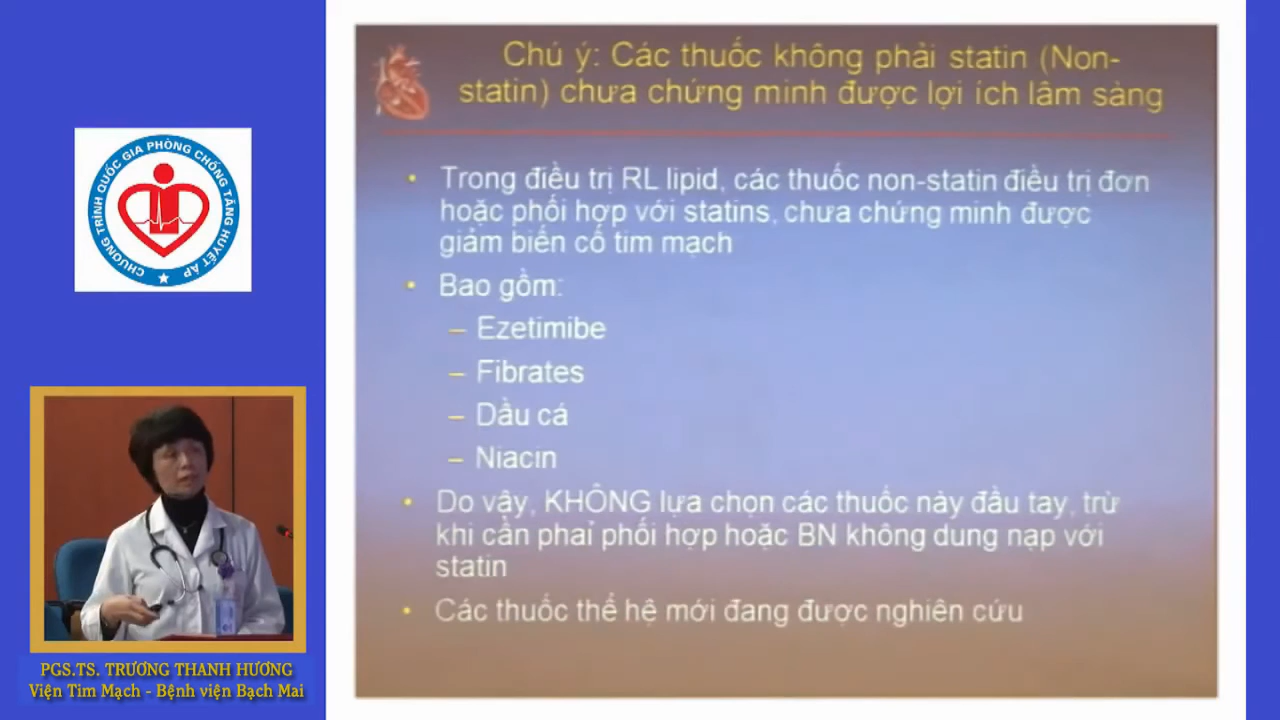 CHƯƠNG TRÌNH QUỐC GIA PHÒNG CHỐNG TĂNG HUYẾT ÁP
PGS.TS. TRƯƠNG THANH HƯƠNG
Viện Tim Mạch - Bệnh viện Bạch Mai
Chú ý: Các thuốc không phải statin (Non-
statin) chưa chứng minh được lợi ích lâm sàng
• Trong điều trị RL lipid, các thuốc non-statin điều trị đơn
hoặc phối hợp với statins, chưa chứng minh được
giảm biến cố tim mạch
• Bao gồm:
– Ezetimibe
– Fibrates
– Dầu cá
– Niacin
• Do vậy, KHÔNG lựa chọn các thuốc này đầu tay, trừ
khi cần phải phối hợp hoặc BN không dung nạp với
statin
• Các thuốc thế hệ mới đang được nghiên cứu